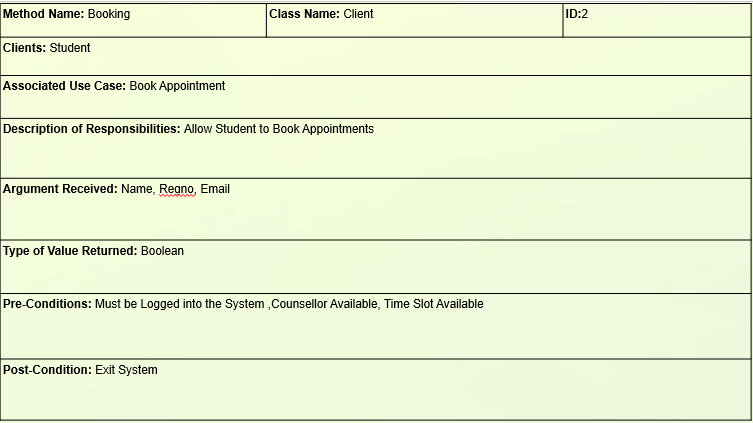 Method Name: Booking Class Name: Client ID:2
Clients: Student
Associated Use Case: Book Appointment
Description of Responsibilities: Allow Student to Book Appointments
Argument Received: Name, Regno, Email
Type of Value Returned: Boolean
Pre-Conditions: Must be Logged into the System ,Counsellor Available, Time Slot Available
Post-Condition: Exit System